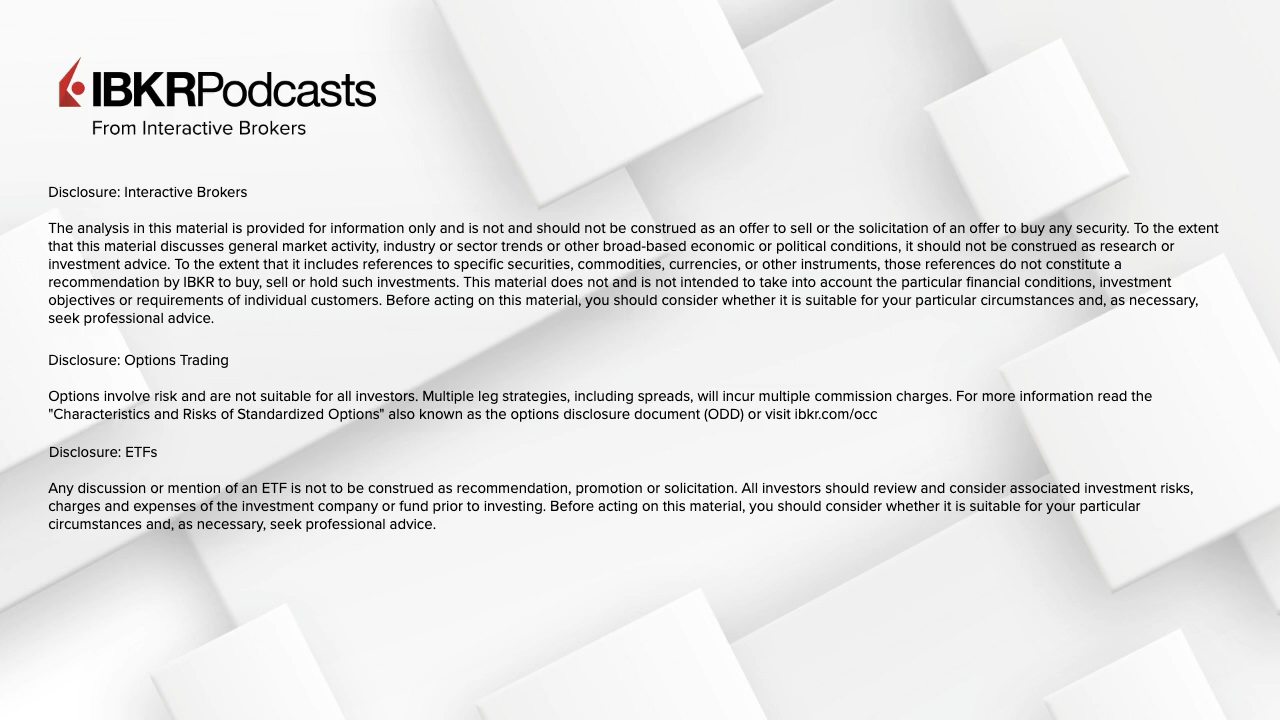 IBKRPodcasts
From Interactive Brokers
Disclosure: Interactive Brokers
The analysis in this material is provided for information only and is not and should not be construed as an offer to sell or the solicitation of an offer to buy any security. To the extent
that this material discusses general market activity, industry or sector trends or other broad-based economic or political conditions, it should not be construed as research or
investment advice. To the extent that it includes references to specific securities, commodities, currencies, or other instruments, those references do not constitute a
recommendation by IBKR to buy, sell or hold such investments. This material does not and is not intended to take into account the particular financial conditions, investment
objectives or requirements of individual customers. Before acting on this material, you should consider whether it is suitable for your particular circumstances and, as necessary,
seek professional advice.
Disclosure: Options Trading
Options involve risk and are not suitable for all investors. Multiple leg strategies, including spreads, will incur multiple commission charges. For more information read the
"Characteristics and Risks of Standardized Options" also known as the options disclosure document (ODD) or visit ibkr.com/occ
Disclosure: ETFs
Any discussion or mention of an ETF is not to be construed as recommendation, promotion or solicitation. All investors should review and consider associated investment risks,
charges and expenses of the investment company or fund prior to investing. Before acting on this material, you should consider whether it is suitable for your particular
circumstances and, as necessary, seek professional advice.